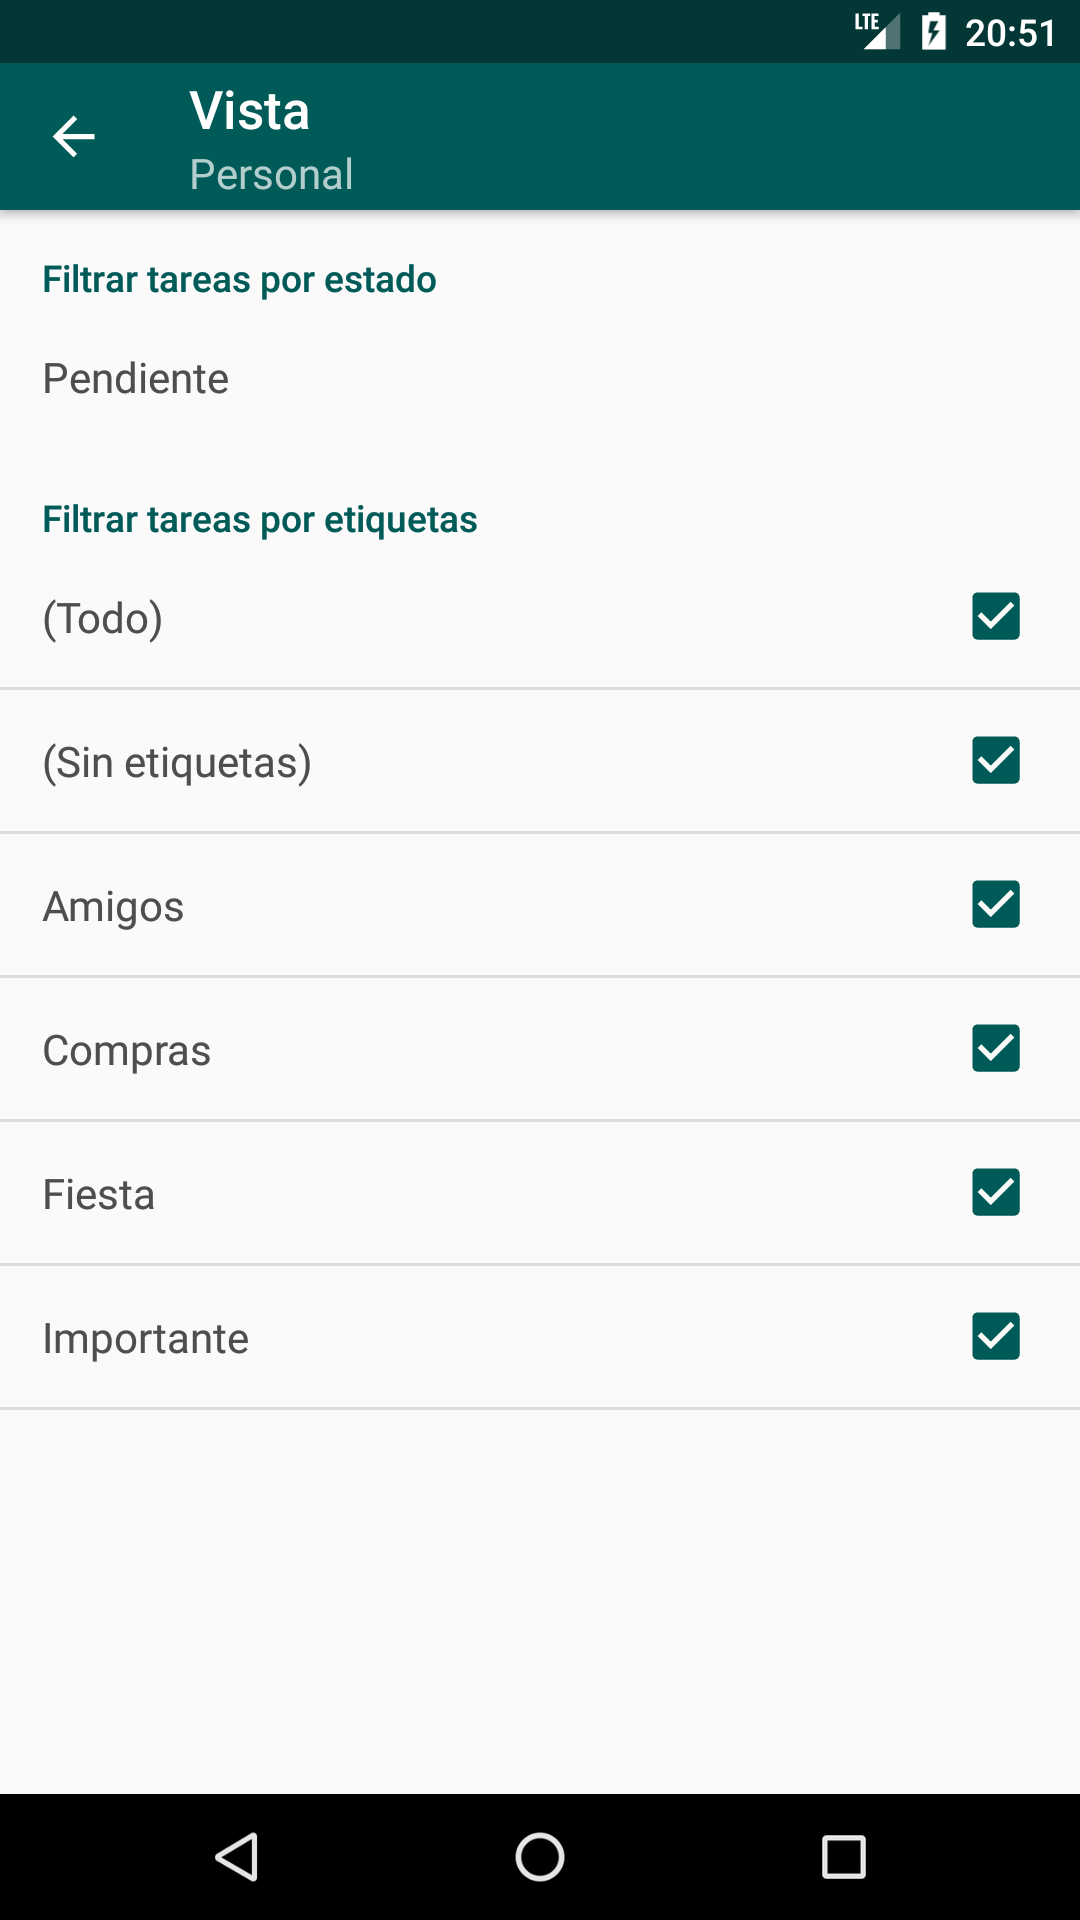 LTE 20:51
Vista
Personal
Filtrar tareas por estado
Pendiente
Filtrar tareas por etiquetas
(Todo)
(Sin etiquetas)
Amigos
Compras
Fiesta
Importante